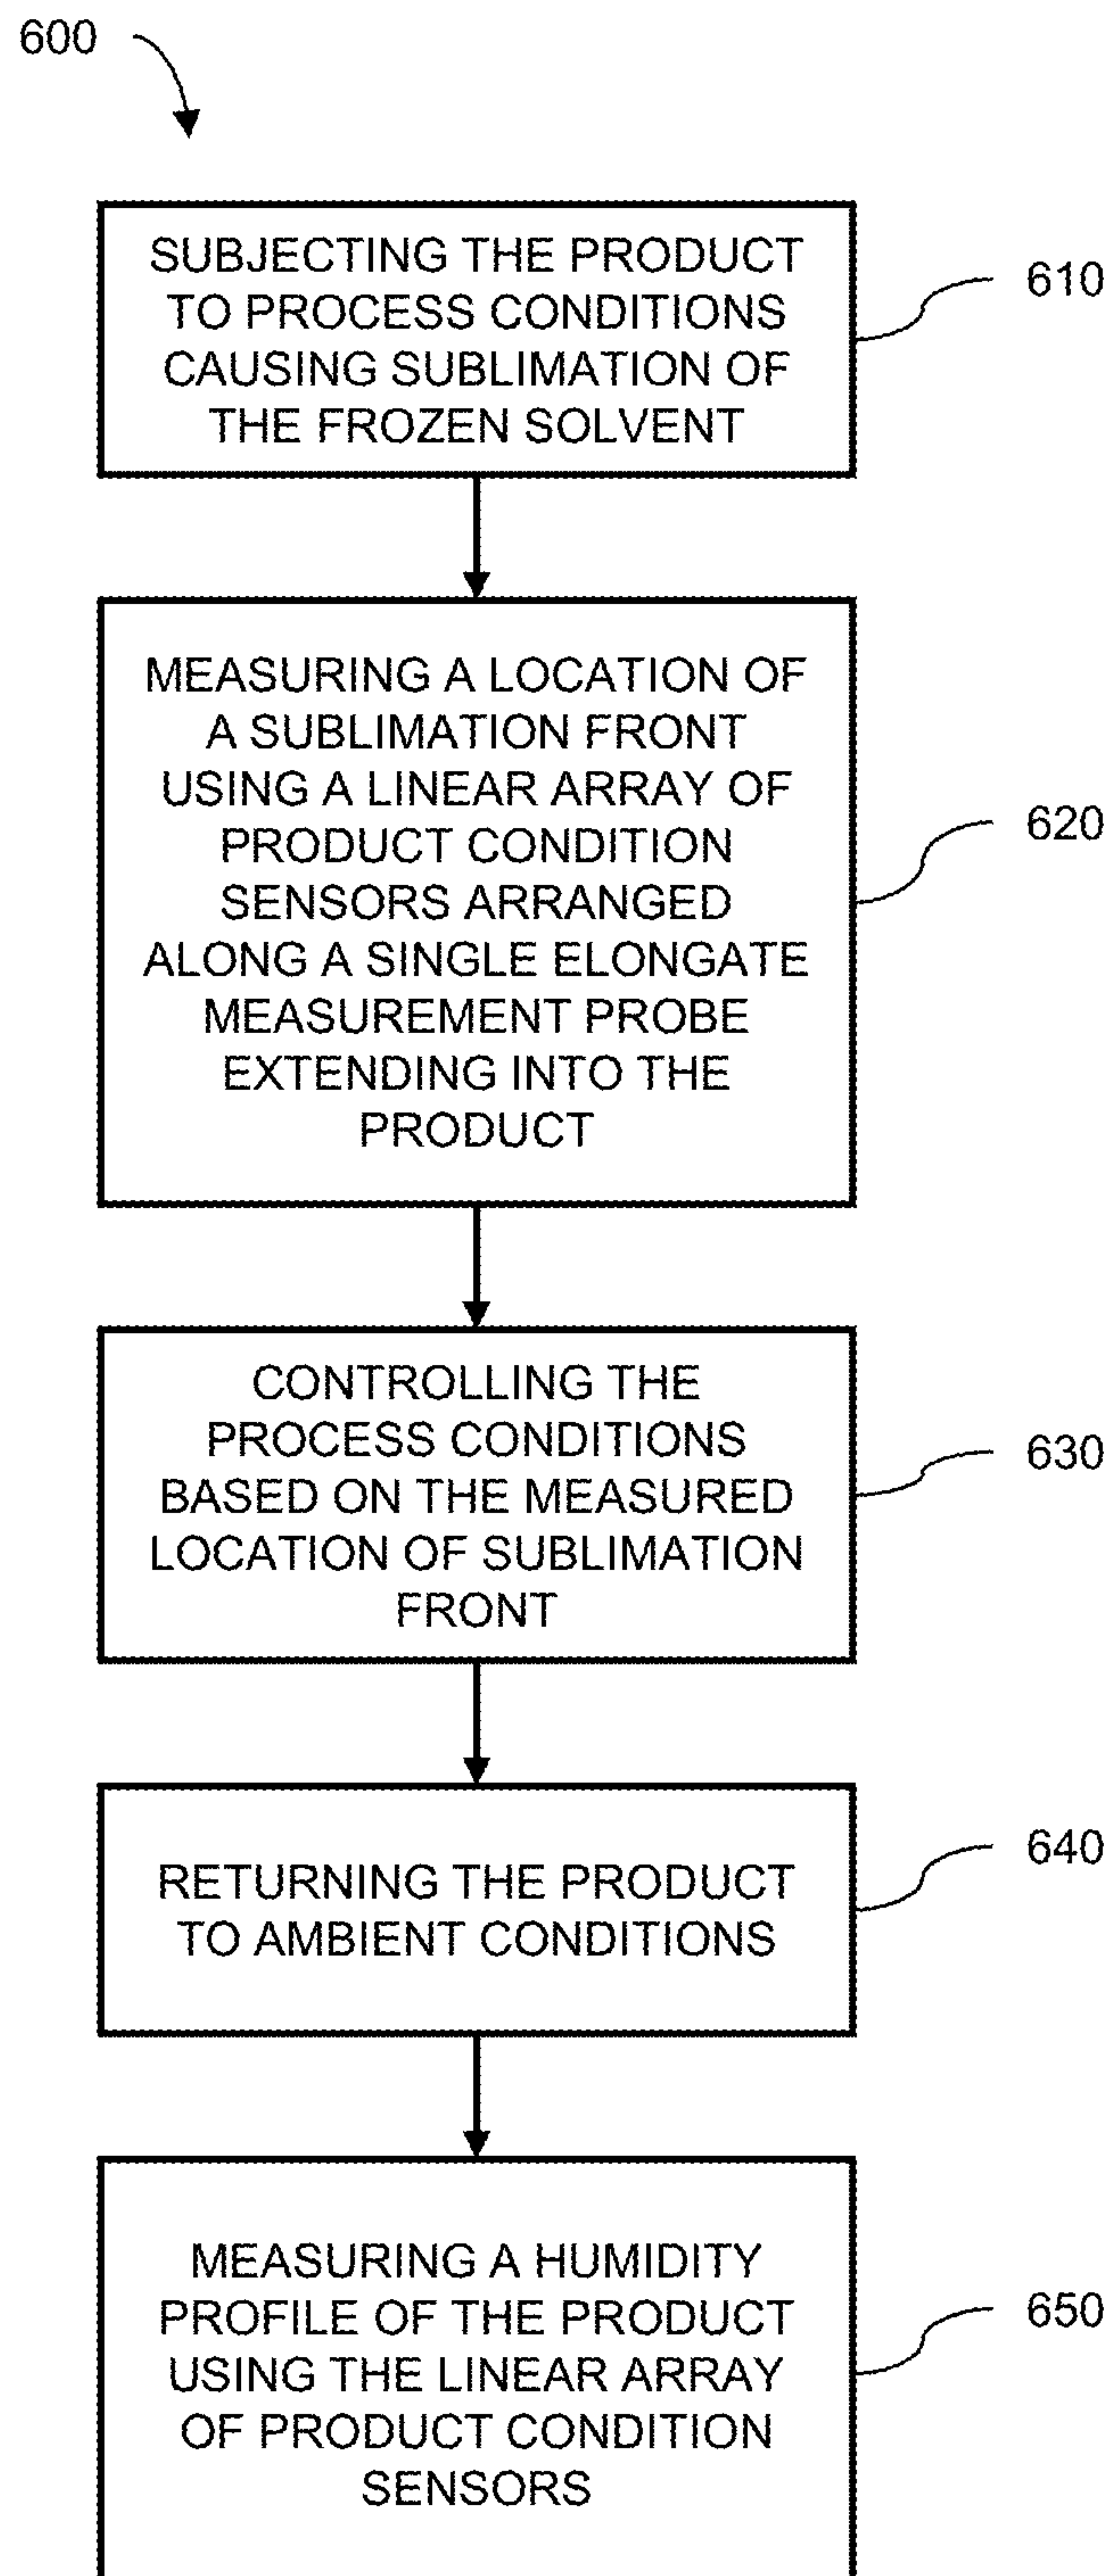 600
SUBJECTING THE PRODUCT
TO PROCESS CONDITIONS
CAUSING SUBLIMATION OF
THE FROZEN SOLVENT
610
MEASURING A LOCATION OF
A SUBLIMATION FRONT
USING A LINEAR ARRAY OF
PRODUCT CONDITION
SENSORS ARRANGED
ALONG A SINGLE ELONGATE
MEASUREMENT PROBE
EXTENDING INTO THE
PRODUCT
620
CONTROLLING THE
PROCESS CONDITIONS
BASED ON THE MEASURED
LOCATION OF SUBLIMATION
FRONT
630
RETURNING THE PRODUCT
TO AMBIENT CONDITIONS
640
MEASURING A HUMIDITY
PROFILE OF THE PRODUCT
USING THE LINEAR ARRAY
OF PRODUCT CONDITION
SENSORS
650